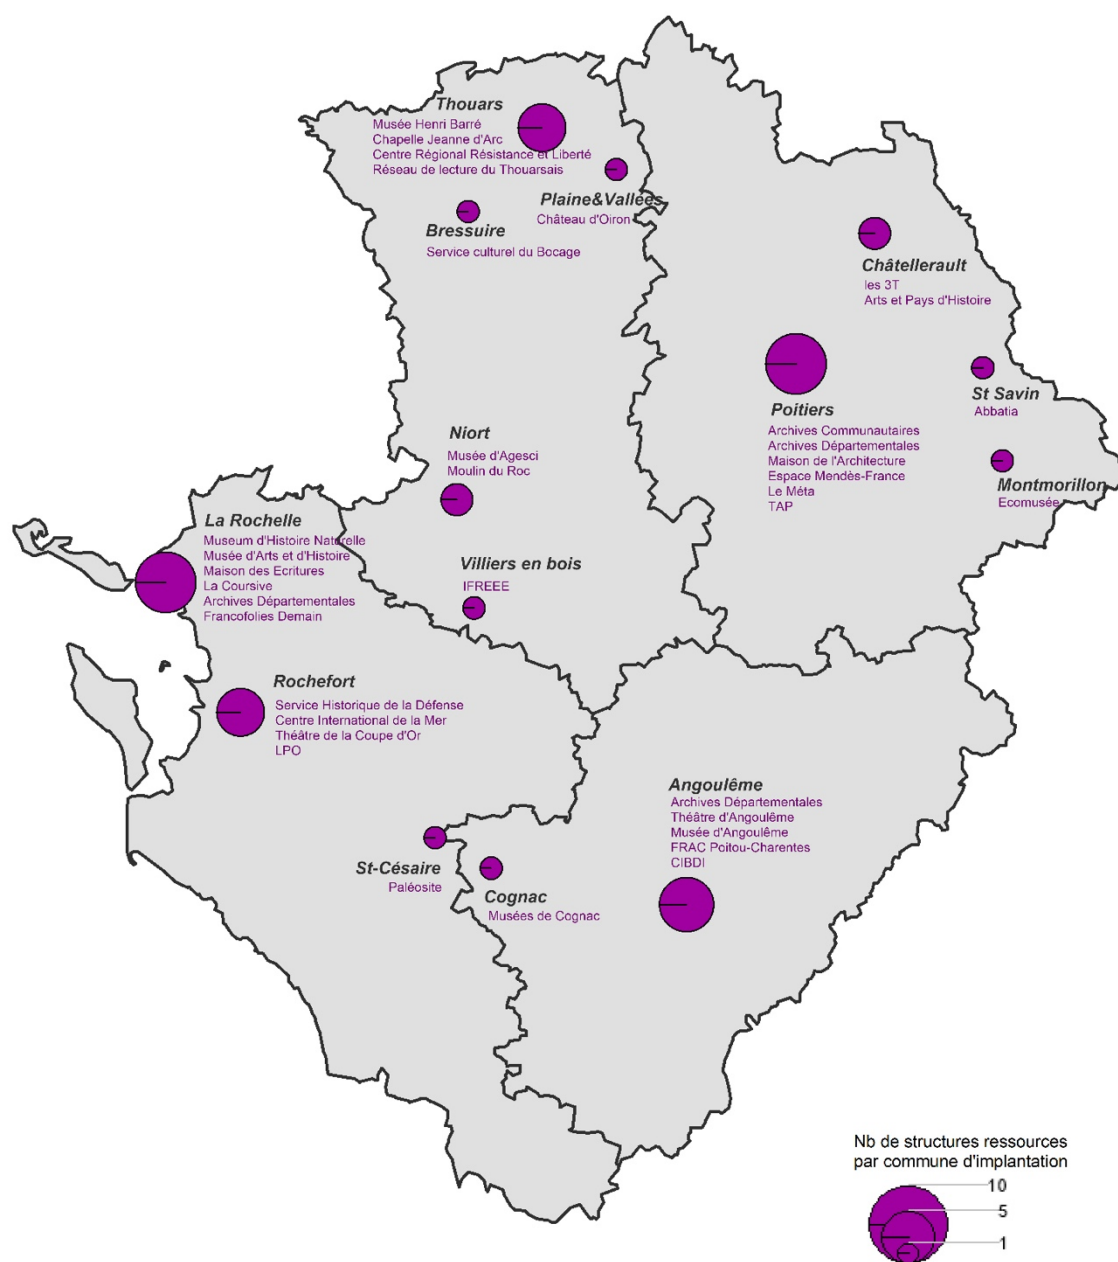 Thouars
Musée Henri Barré
Chapelle Jeanne d'Arc
Centre Régional Résistance et Liberté
Réseau de lecture du Thouarsais
Plaine&Vallées
Château d'Oiron
Bressuire
Service culturel du Bocage
Châtellerault
les 3T
Arts et Pays d'Histoire
St Savin
Abbatia
Poitiers
Archives Communautaires
Archives Départementales
Maison de l'Architecture
Espace Mendès-France
Le Méta
TAP
Montmorillon
Ecomusée
Niort
Musée d'Agesci
Moulin du Roc
La Rochelle
Museum d'Histoire Naturelle
Musée d'Arts et d'Histoire
Maison des Ecritures
La Coursive
Archives Départementales
Francofolies Demain
Villiers en bois
IFREEE
Rochefort
Service Historique de la Défense
Centre International de la Mer
Théâtre de la Coupe d'Or
LPO
Angoulême
Archives Départementales
Théâtre d'Angoulême
Musée d'Angoulême
FRAC Poitou-Charentes
CIBDI
St-Césaire
Paléosite
Cognac
Musées de Cognac
Nb de structures ressources
par commune d'implantation
10
5
1